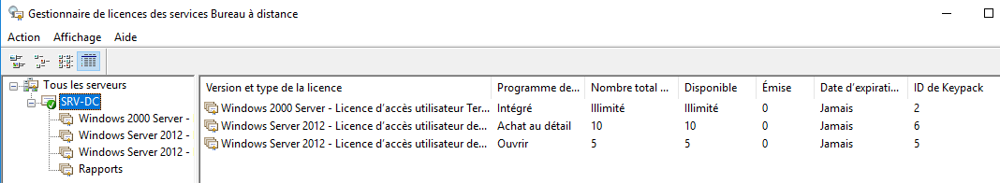 Gestionnaire de licences des services Bureau à distance
Action Affichage Aide
Tous les serveurs
SRV-DC
Windows 2000 Server -
Windows Server 2012 -
Windows Server 2012 -
Rapports
Version et type de la licence Programme de... Nombre total ... Disponible Émise Date d'expirati... ID de Keypack
Windows 2000 Server - Licence d'accès utilisateur Ter... Intégré Illimité Illimité 0 Jamais 2
Windows Server 2012 - Licence d'accès utilisateur de... Achat au détail 10 10 0 Jamais 6
Windows Server 2012 - Licence d'accès utilisateur de... Ouvrir 5 5 0 Jamais 5